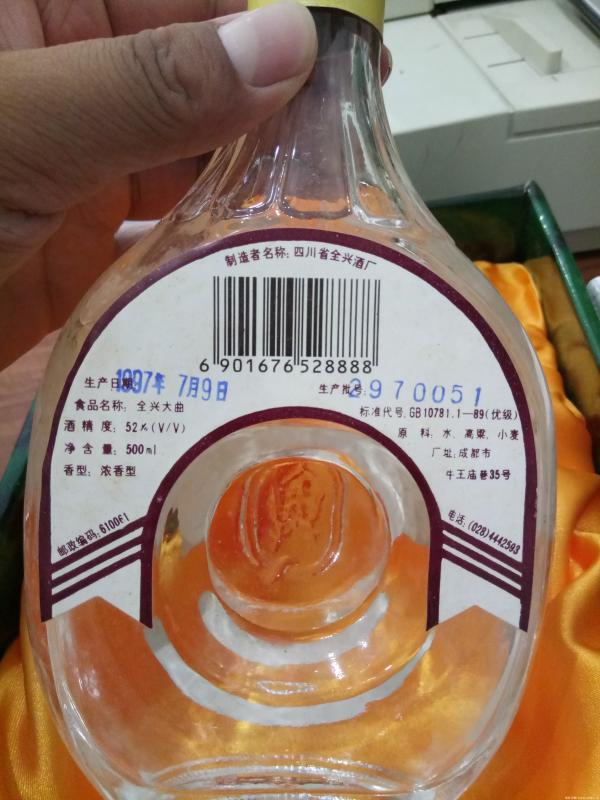 制造者名称: 四川省全兴酒厂
6 901676 528888
生产日期 1997年 7月9日
生产批号: 2970051
食品名称: 全兴大曲
标准代号 GB10781.1—89(优级)
酒精度: 52%(V/V)
原 料: 水、高粱、小麦
净含量: 500ml
厂址: 成都市
香型: 浓香型
牛王庙巷35号
邮政编码: 610061
电话: (028)4442593